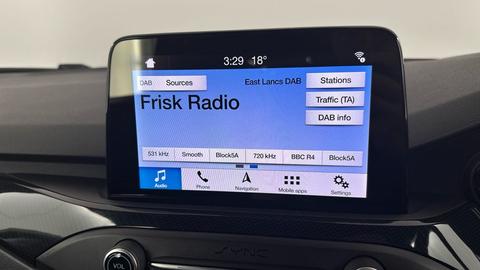 3:29 18°
DAB Sources East Lancs DAB Stations
Frisk Radio Traffic (TA)
DAB info
531 kHz Smooth Block5A 720 kHz BBC R4 Block5A
Audio Phone Navigation Mobile apps Settings
SYNC
VOL